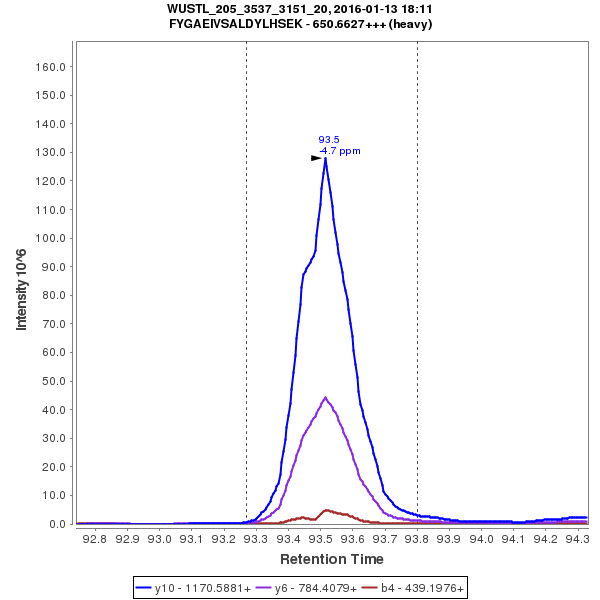 WUSTL_205_3537_3151_20, 2016-01-13 18:11
FYGAEIVSALDYLHSEK - 650.6627+++ (heavy)
160.0
150.0
140.0
130.0
120.0
110.0
100.0
90.0
80.0
70.0
60.0
50.0
40.0
30.0
20.0
10.0
0.0
Intensity 10^6
93.5
-4.7 ppm
92.8 92.9 93.0 93.1 93.2 93.3 93.4 93.5 93.6 93.7 93.8 93.9 94.0 94.1 94.2 94.3
Retention Time
y10 - 1170.5881+ y6 - 784.4079+ b4 - 439.1976+